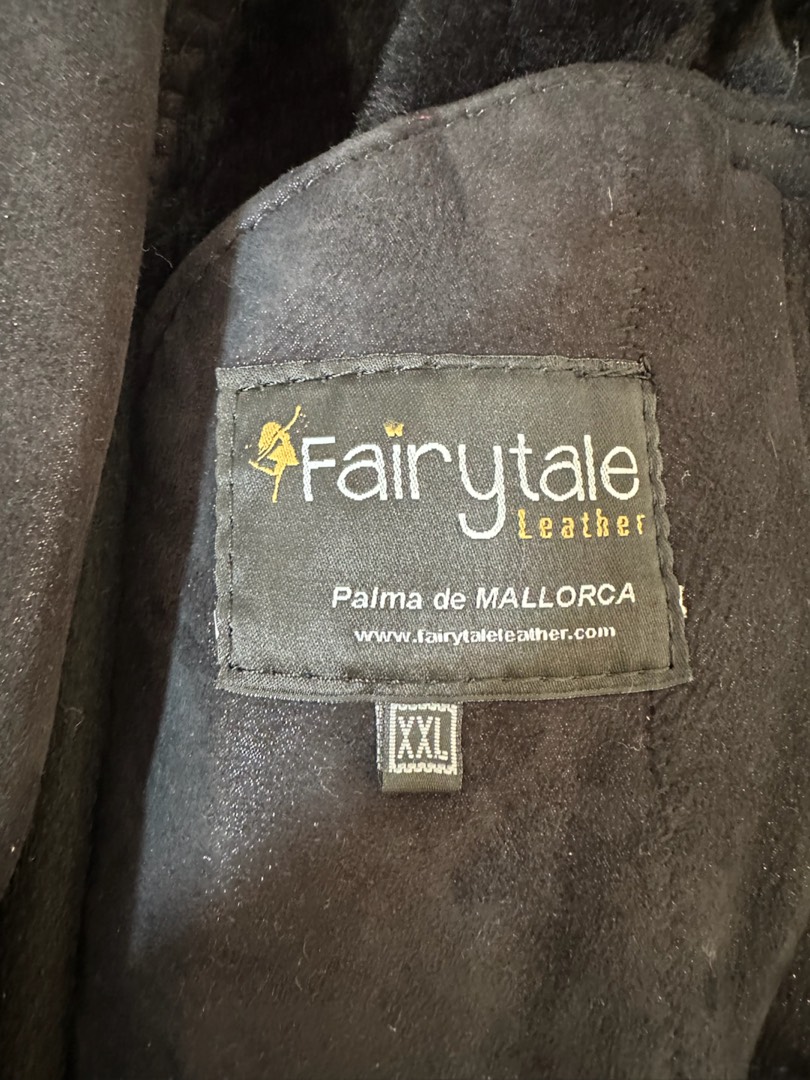 Fairytale
Leather
Palma de MALLORCA
www.fairytaleleather.com
XXL